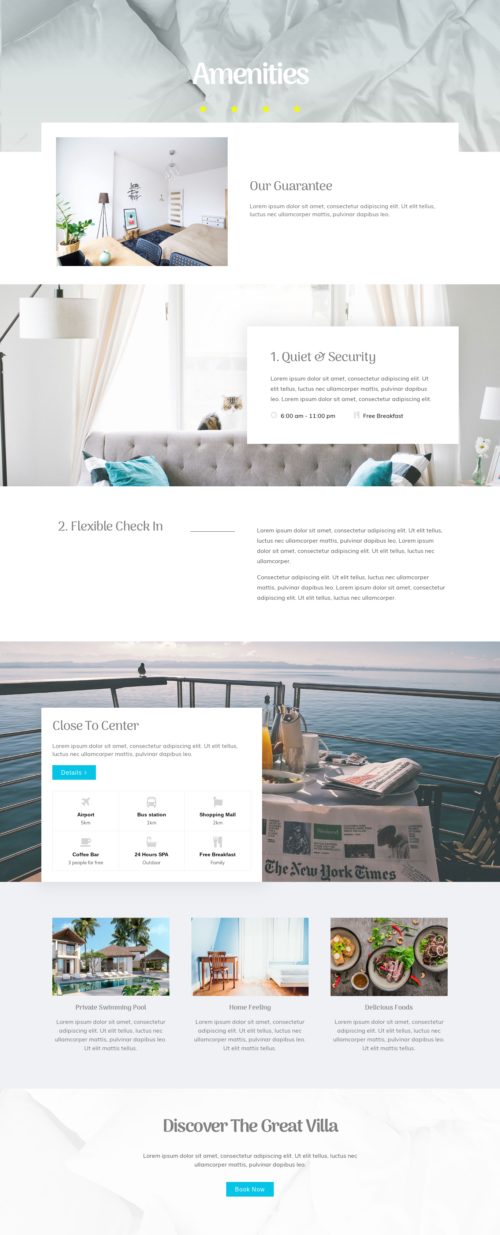 Amenities
Our Guarantee
Lorem ipsum dolor sit amet, consectetur adipiscing elit. Ut elit tellus,
luctus nec ullamcorper mattis, pulvinar dapibus leo.
1. Quiet & Security
Lorem ipsum dolor sit amet, consectetur adipiscing elit. Ut elit
tellus, luctus nec ullamcorper mattis, pulvinar dapibus
leo. Lorem ipsum dolor sit amet, consectetur adipiscing elit.
6:00 am - 11:00 pm Free Breakfast
2. Flexible Check In
Lorem ipsum dolor sit amet, consectetur adipiscing elit. Ut elit tellus,
luctus nec ullamcorper mattis, pulvinar dapibus leo. Lorem ipsum
dolor sit amet, consectetur adipiscing elit. Ut elit tellus, luctus nec
ullamcorper.
Consectetur adipiscing elit. Ut elit tellus, luctus nec ullamcorper
mattis, pulvinar dapibus leo. Lorem ipsum dolor sit amet, consectetur
adipiscing elit. Ut elit tellus, luctus nec ullamcorper.
Close To Center
Lorem ipsum dolor sit amet, consectetur adipiscing elit. Ut elit tellus,
luctus nec ullamcorper mattis, pulvinar dapibus leo.
Details >
Airport Bus station Shopping Mall
5km 1km 2km
Coffee Bar 24 Hours SPA Free Breakfast
3 people for free Outdoor Family
The New York Times
Private Swimming Pool Home Feeling Delicious Foods
Lorem ipsum dolor sit amet, consectetur Lorem ipsum dolor sit amet, consectetur Lorem ipsum dolor sit amet, consectetur
adipiscing elit. Ut elit tellus, luctus nec adipiscing elit. Ut elit tellus, luctus nec adipiscing elit. Ut elit tellus, luctus nec
ullamcorper mattis, pulvinar dapibus leo. ullamcorper mattis, pulvinar dapibus leo. ullamcorper mattis, pulvinar dapibus leo.
Ut elit mattis tellus. Ut elit mattis tellus. Ut elit mattis tellus.
Discover The Great Villa
Lorem ipsum dolor sit amet, consectetur adipiscing elit. Ut elit tellus, luctus nec
ullamcorper mattis, pulvinar dapibus leo.
Book Now